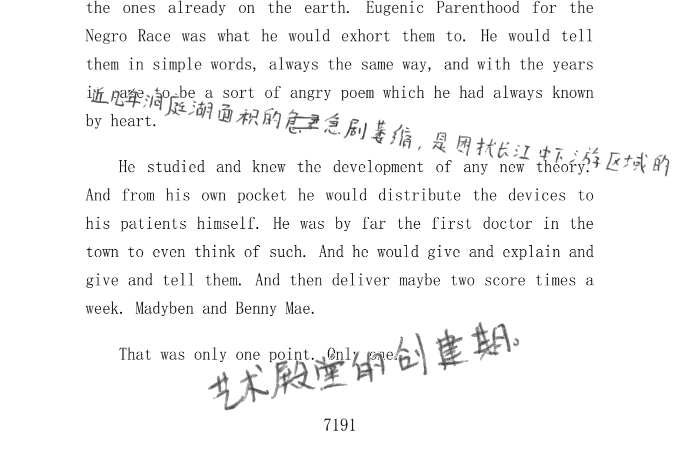 the ones already on the earth. Eugenic Parenthood for the
Negro Race was what he would exhort them to. He would tell
them in simple words, always the same way, and with the years
it came to be a sort of angry poem which he had always known
近几年洞庭湖面积的急剧萎缩，是围扰长江中下游区域的
by heart.
He studied and knew the development of any new theory.
And from his own pocket he would distribute the devices to
his patients himself. He was by far the first doctor in the
town to even think of such. And he would give and explain and
give and tell them. And then deliver maybe two score times a
week. Madyben and Benny Mae.
That was only one point. Only one.
艺术殿堂的创建期。
7191